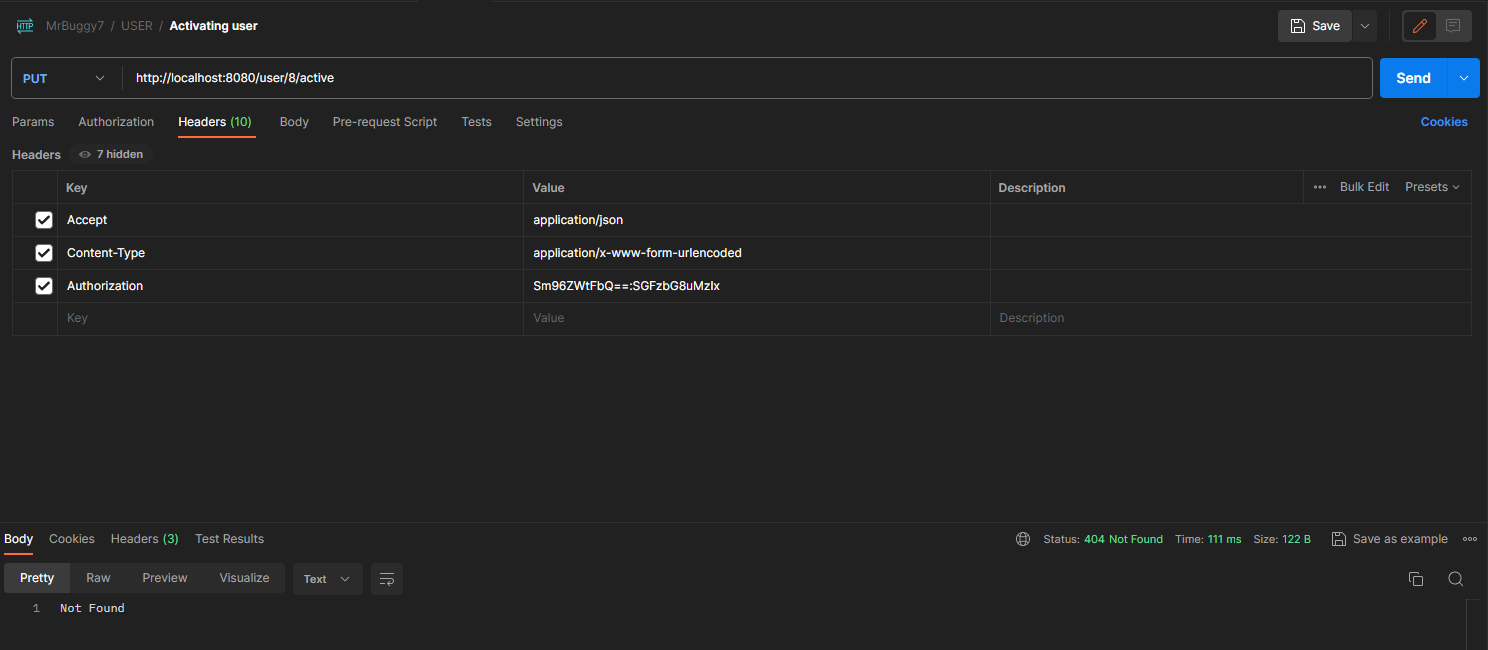 HTTP MrBuggy7 / USER / Activating user Save
PUT http://localhost:8080/user/8/active Send
Params Authorization Headers (10) Body Pre-request Script Tests Settings Cookies
Headers 7 hidden
Key Value Description ••• Bulk Edit Presets
Accept application/json
Content-Type application/x-www-form-urlencoded
Authorization Sm96ZWtFbQ==:SGFzbG8uMzIx
Key Value Description
Body Cookies Headers (3) Test Results Status: 404 Not Found Time: 111 ms Size: 122 B Save as example
Pretty Raw Preview Visualize Text
1 Not Found